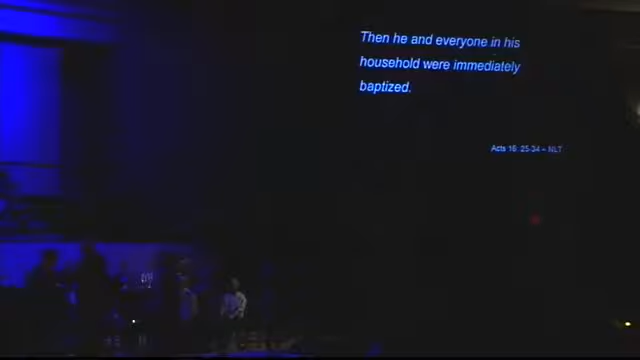 Then he and everyone in his
household were immediately
baptized.
Acts 16: 25-34 – NLT